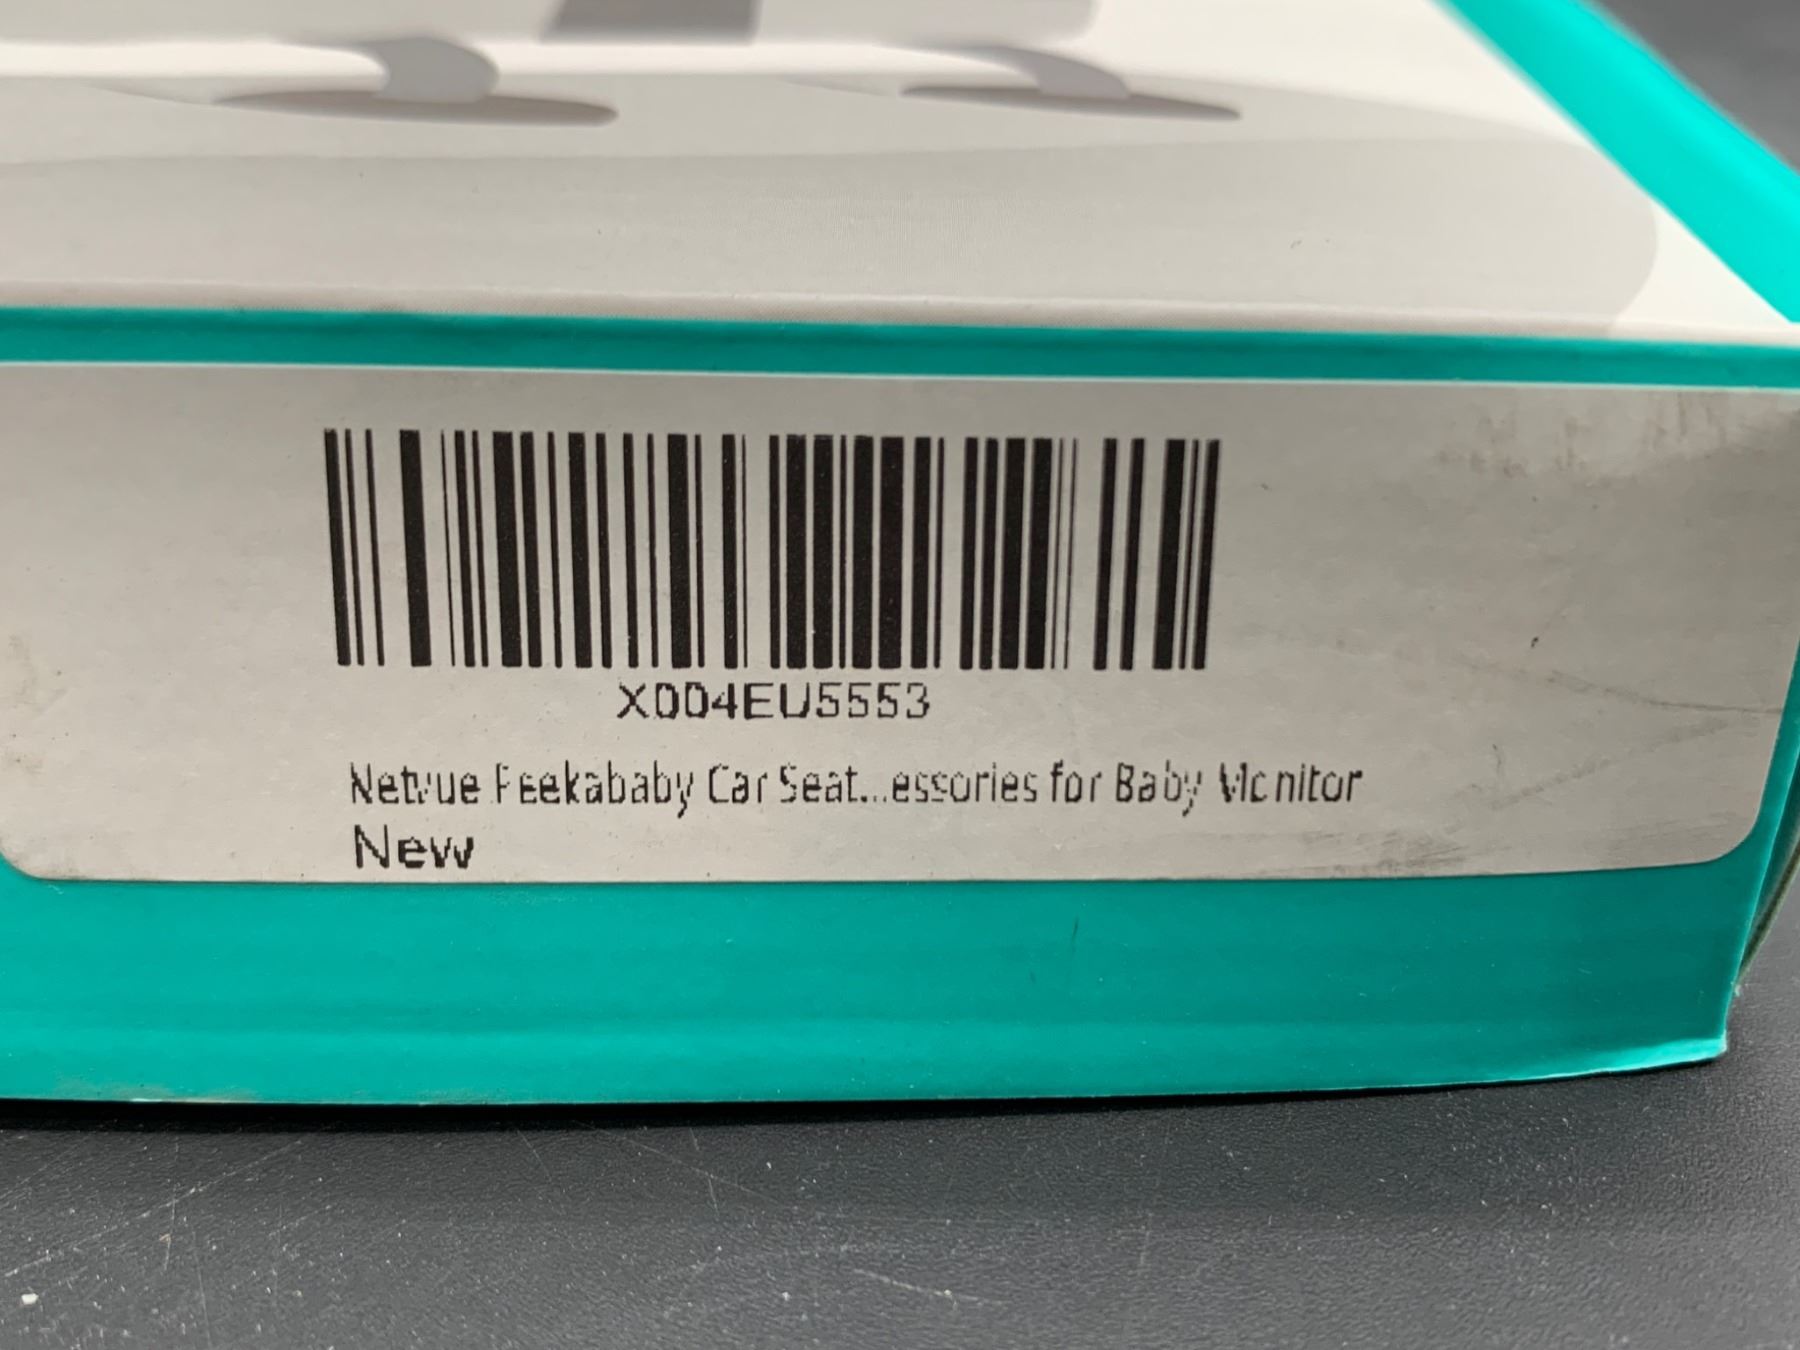 X004EU5553
Netvue Peekababy Car Seat...essories for Baby Monitor
New